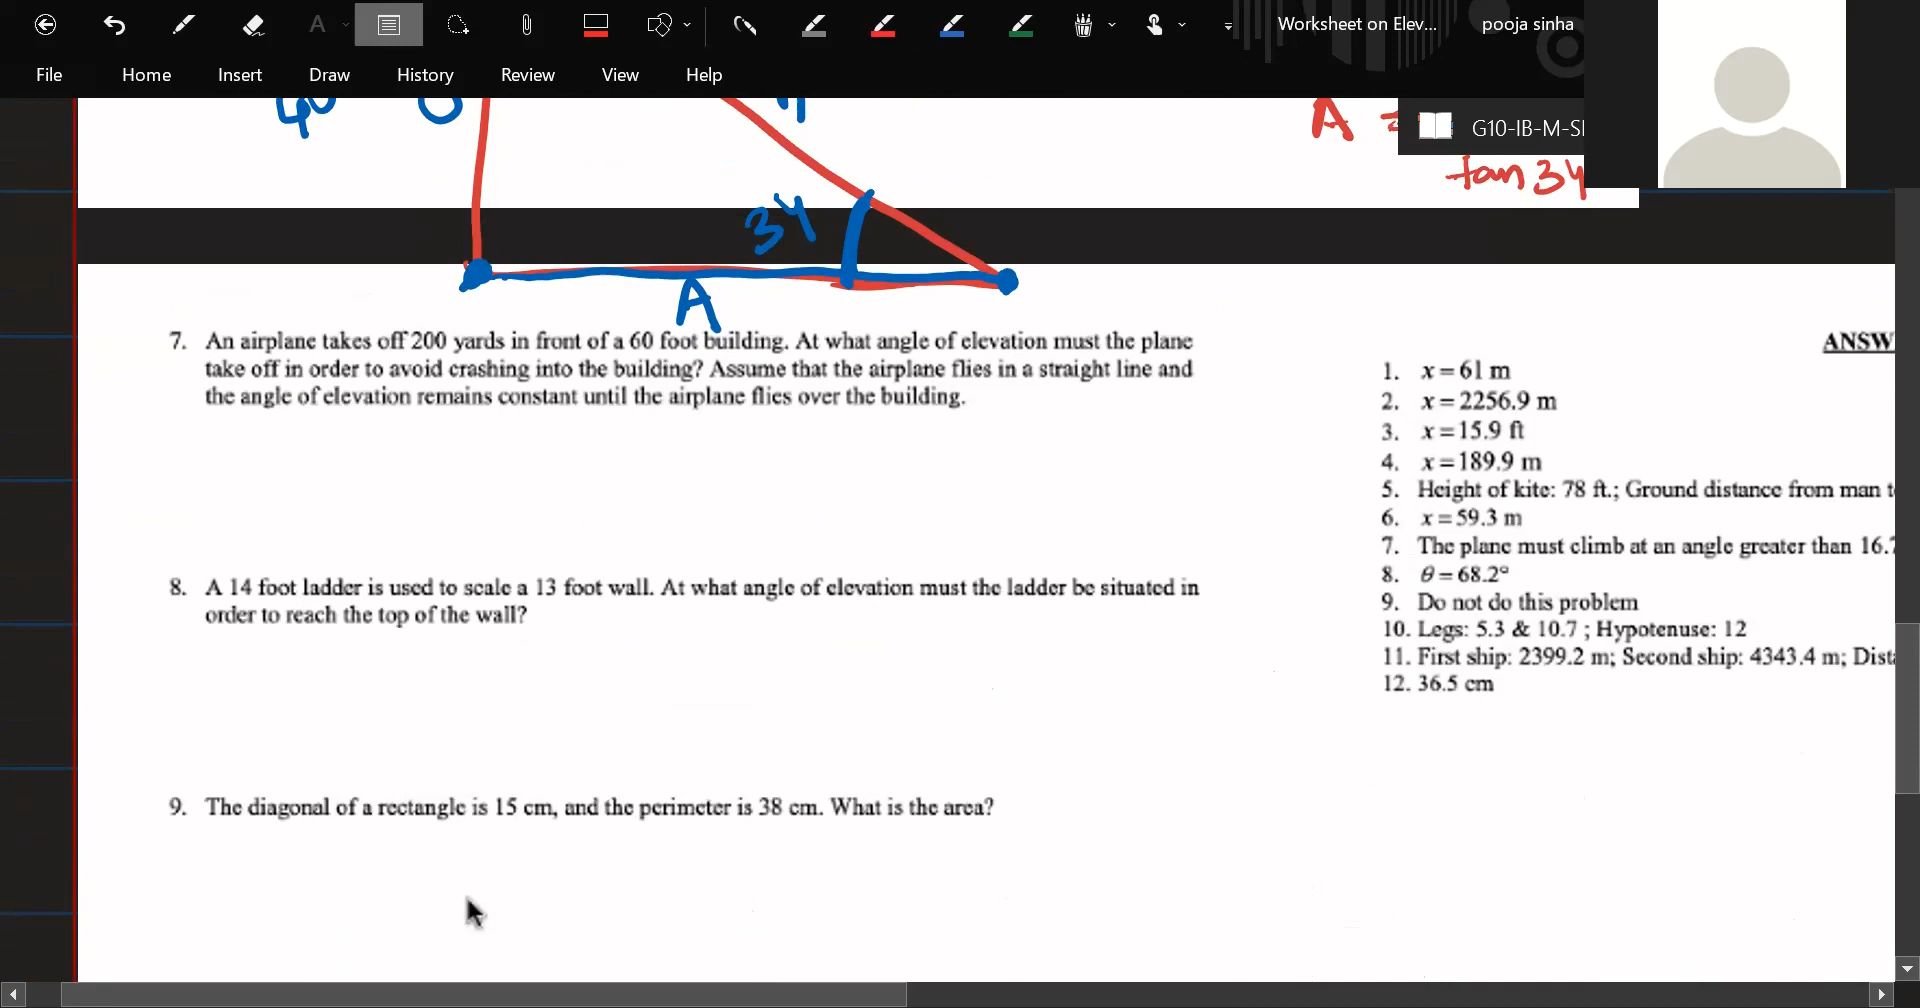 Worksheet on Elev...
pooja sinha
File
Home
Insert
Draw
History
Review
View
Help
G10-IB-M-S
A =
tan 34
34
A
7. An airplane takes off 200 yards in front of a 60 foot building. At what angle of elevation must the plane
take off in order to avoid crashing into the building? Assume that the airplane flies in a straight line and
the angle of elevation remains constant until the airplane flies over the building.
8. A 14 foot ladder is used to scale a 13 foot wall. At what angle of elevation must the ladder be situated in
order to reach the top of the wall?
9. The diagonal of a rectangle is 15 cm, and the perimeter is 38 cm. What is the area?
ANSW
1. x = 61 m
2. x = 2256.9 m
3. x = 15.9 ft
4. x = 189.9 m
5. Height of kite: 78 ft.; Ground distance from man t
6. x = 59.3 m
7. The plane must climb at an angle greater than 16.
8. θ = 68.2°
9. Do not do this problem
10. Legs: 5.3 & 10.7 ; Hypotenuse: 12
11. First ship: 2399.2 m; Second ship: 4343.4 m; Dist
12. 36.5 cm